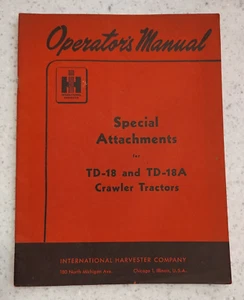 Operator's Manual
IH
Special
Attachments
for
TD-18 and TD-18A
Crawler Tractors
INTERNATIONAL HARVESTER COMPANY
180 North Michigan Ave. Chicago 1, Illinois, U.S.A.